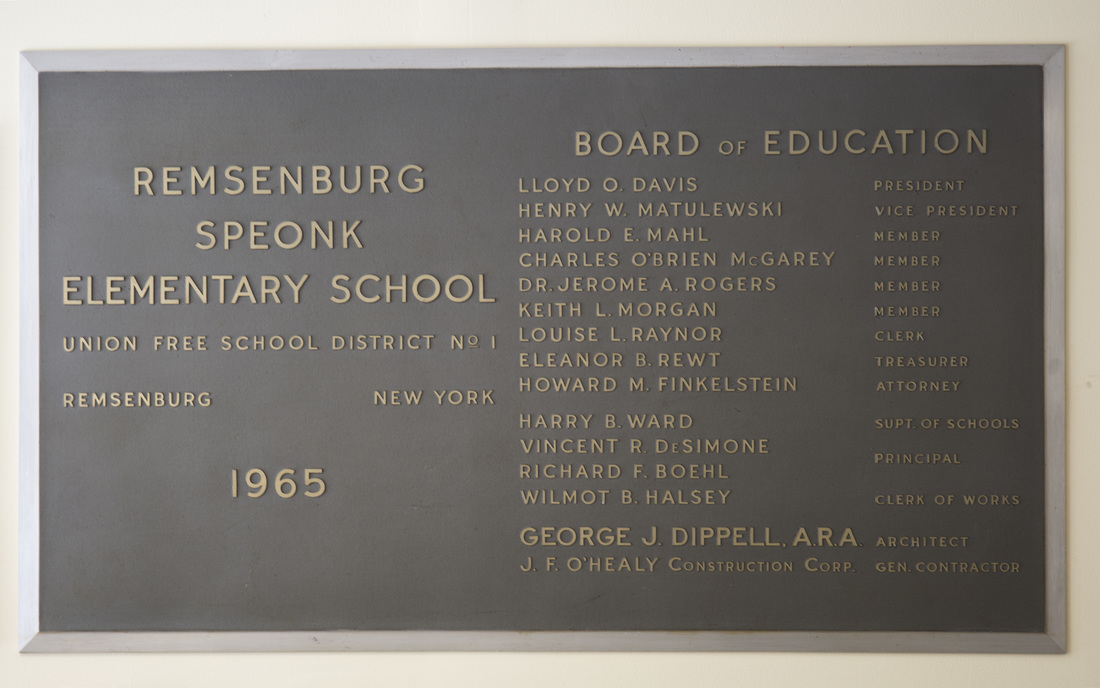 REMSENBURG
SPEONK
ELEMENTARY SCHOOL
UNION FREE SCHOOL DISTRICT No 1
REMSENBURG NEW YORK
1965
BOARD OF EDUCATION
LLOYD O. DAVIS PRESIDENT
HENRY W. MATULEWSKI VICE PRESIDENT
HAROLD E. MAHL MEMBER
CHARLES O'BRIEN McGAREY MEMBER
DR. JEROME A. ROGERS MEMBER
KEITH L. MORGAN MEMBER
LOUISE L. RAYNOR CLERK
ELEANOR B. REWT TREASURER
HOWARD M. FINKELSTEIN ATTORNEY
HARRY B. WARD SUPT. OF SCHOOLS
VINCENT R. DeSIMONE
PRINCIPAL
RICHARD F. BOEHL
WILMOT B. HALSEY CLERK OF WORKS
GEORGE J. DIPPELL, A.R.A. ARCHITECT
J. F. O'HEALY CONSTRUCTION CORP. GEN. CONTRACTOR